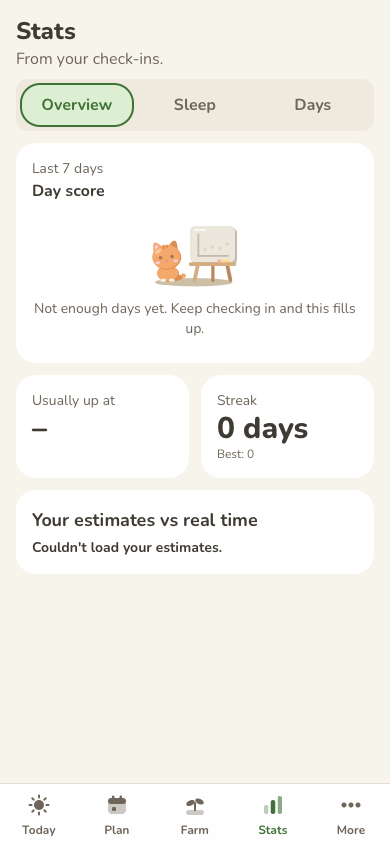 Stats
From your check-ins.
Overview
Sleep
Days
Last 7 days
Day score
Not enough days yet. Keep checking in and this fills
up.
Usually up at
–
Streak
0 days
Best: 0
Your estimates vs real time
Couldn't load your estimates.
Today
Plan
Farm
Stats
More